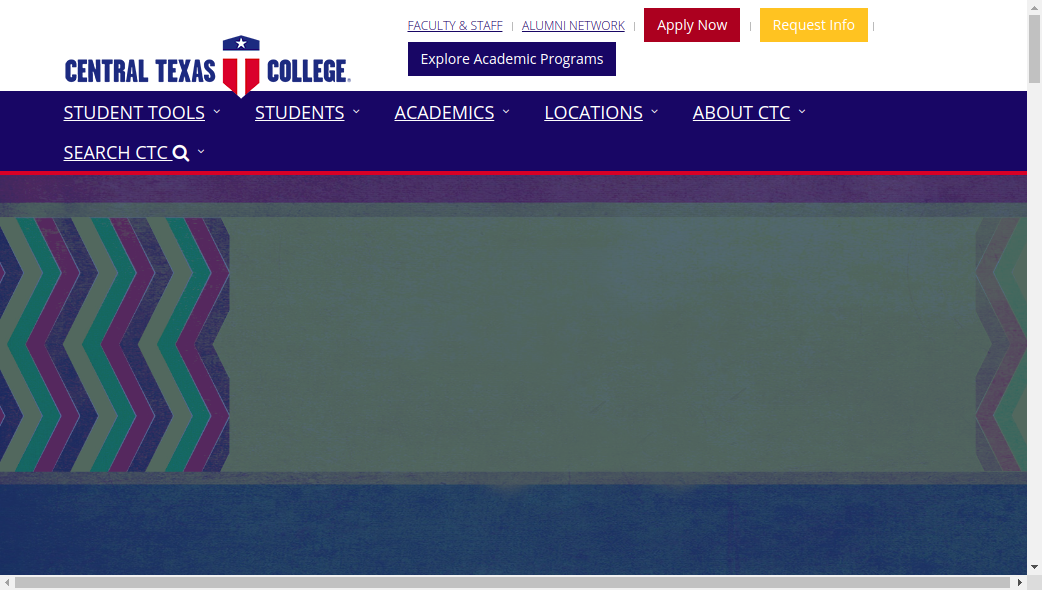 FACULTY & STAFF | ALUMNI NETWORK | Apply Now | Request Info |
CENTRAL TEXAS COLLEGE®
Explore Academic Programs
STUDENT TOOLS STUDENTS ACADEMICS LOCATIONS ABOUT CTC
SEARCH CTC